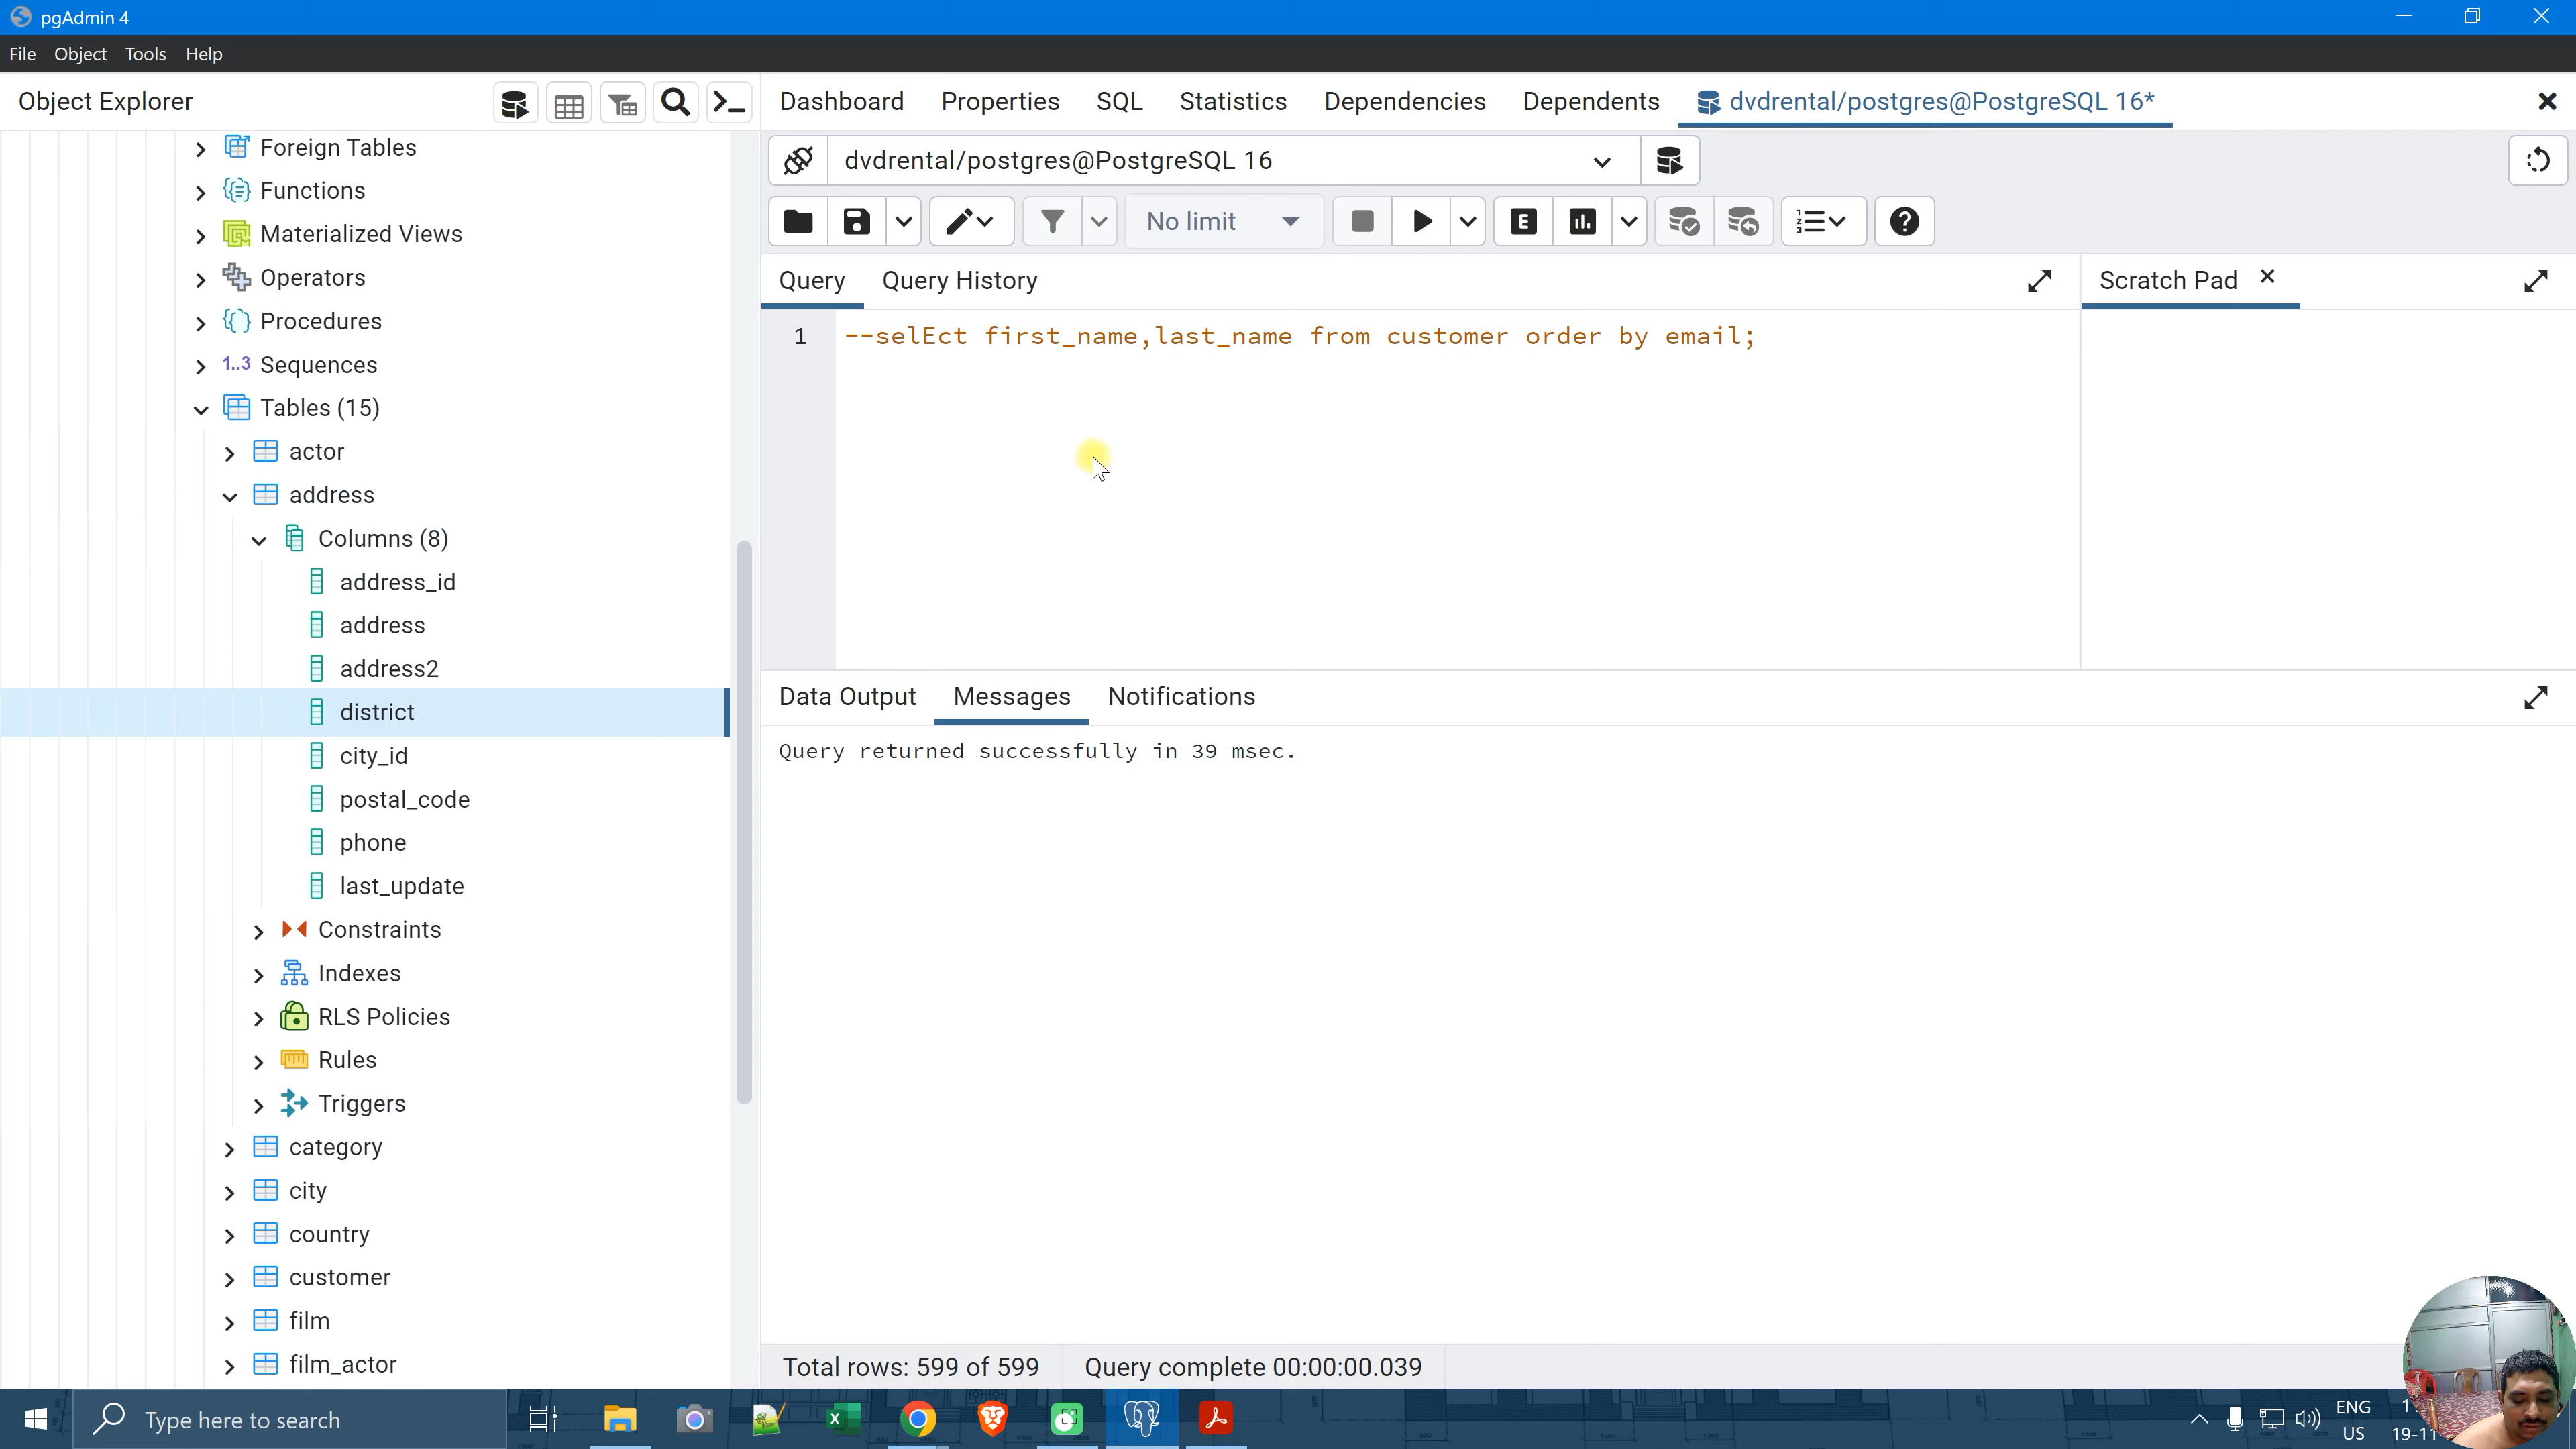 pgAdmin 4
File Object Tools Help
Object Explorer
Dashboard Properties SQL Statistics Dependencies Dependents dvdrental/postgres@PostgreSQL 16*
dvdrental/postgres@PostgreSQL 16
No limit
E
Query Query History
Scratch Pad
1 --selEct first_name,last_name from customer order by email;
Foreign Tables
Functions
Materialized Views
Operators
Procedures
1..3 Sequences
Tables (15)
actor
address
Columns (8)
address_id
address
address2
district
city_id
postal_code
phone
last_update
Constraints
Indexes
RLS Policies
Rules
Triggers
category
city
country
customer
film
film_actor
Data Output Messages Notifications
Query returned successfully in 39 msec.
Total rows: 599 of 599 Query complete 00:00:00.039
Type here to search
ENG
US